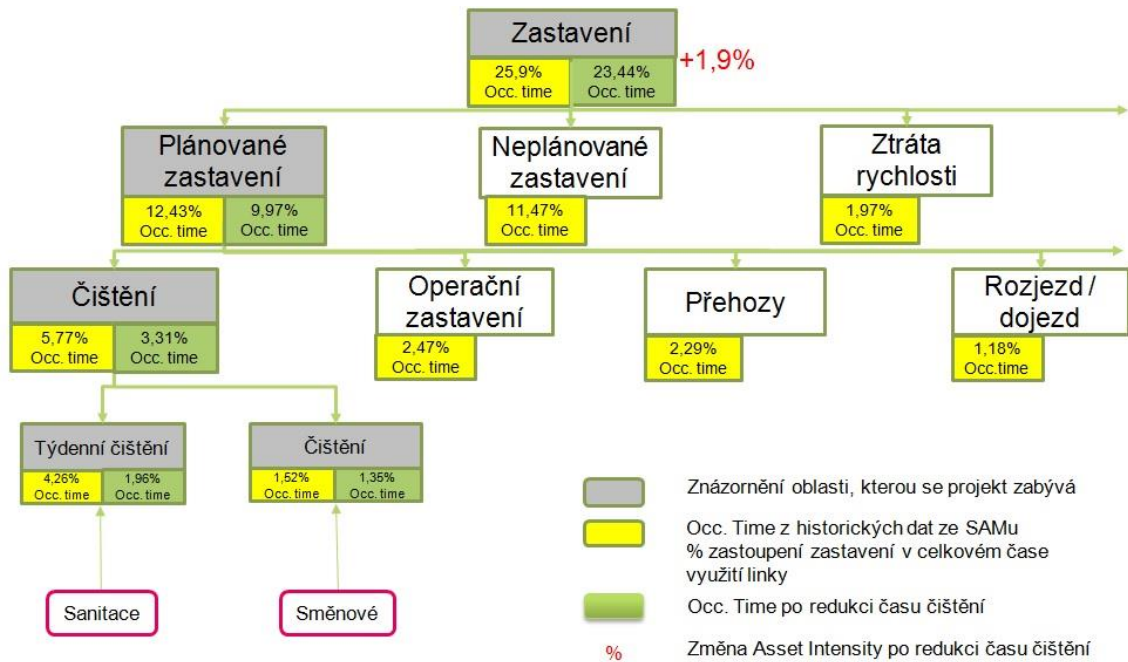 Zastavení
25,9%
Occ. time
23,44%
Occ. time
+1,9%
Plánované
zastavení
12,43%
Occ. time
9,97%
Occ. time
Neplánované
zastavení
11,47%
Occ. time
Ztráta
rychlosti
1,97%
Occ. time
Čištění
5,77%
Occ. time
3,31%
Occ. time
Operační
zastavení
2,47%
Occ. time
Přehozy
2,29%
Occ. time
Rozjezd /
dojezd
1,18%
Occ.time
Týdenní čištění
4,26%
Occ. time
1,96%
Occ. time
Čištění
1,52%
Occ. time
1,35%
Occ. time
Sanitace
Směnové
Znázornění oblasti, kterou se projekt zabývá
Occ. Time z historických dat ze SAMu
% zastoupení zastavení v celkovém čase
využití linky
Occ. Time po redukci času čištění
% Změna Asset Intensity po redukci času čištění